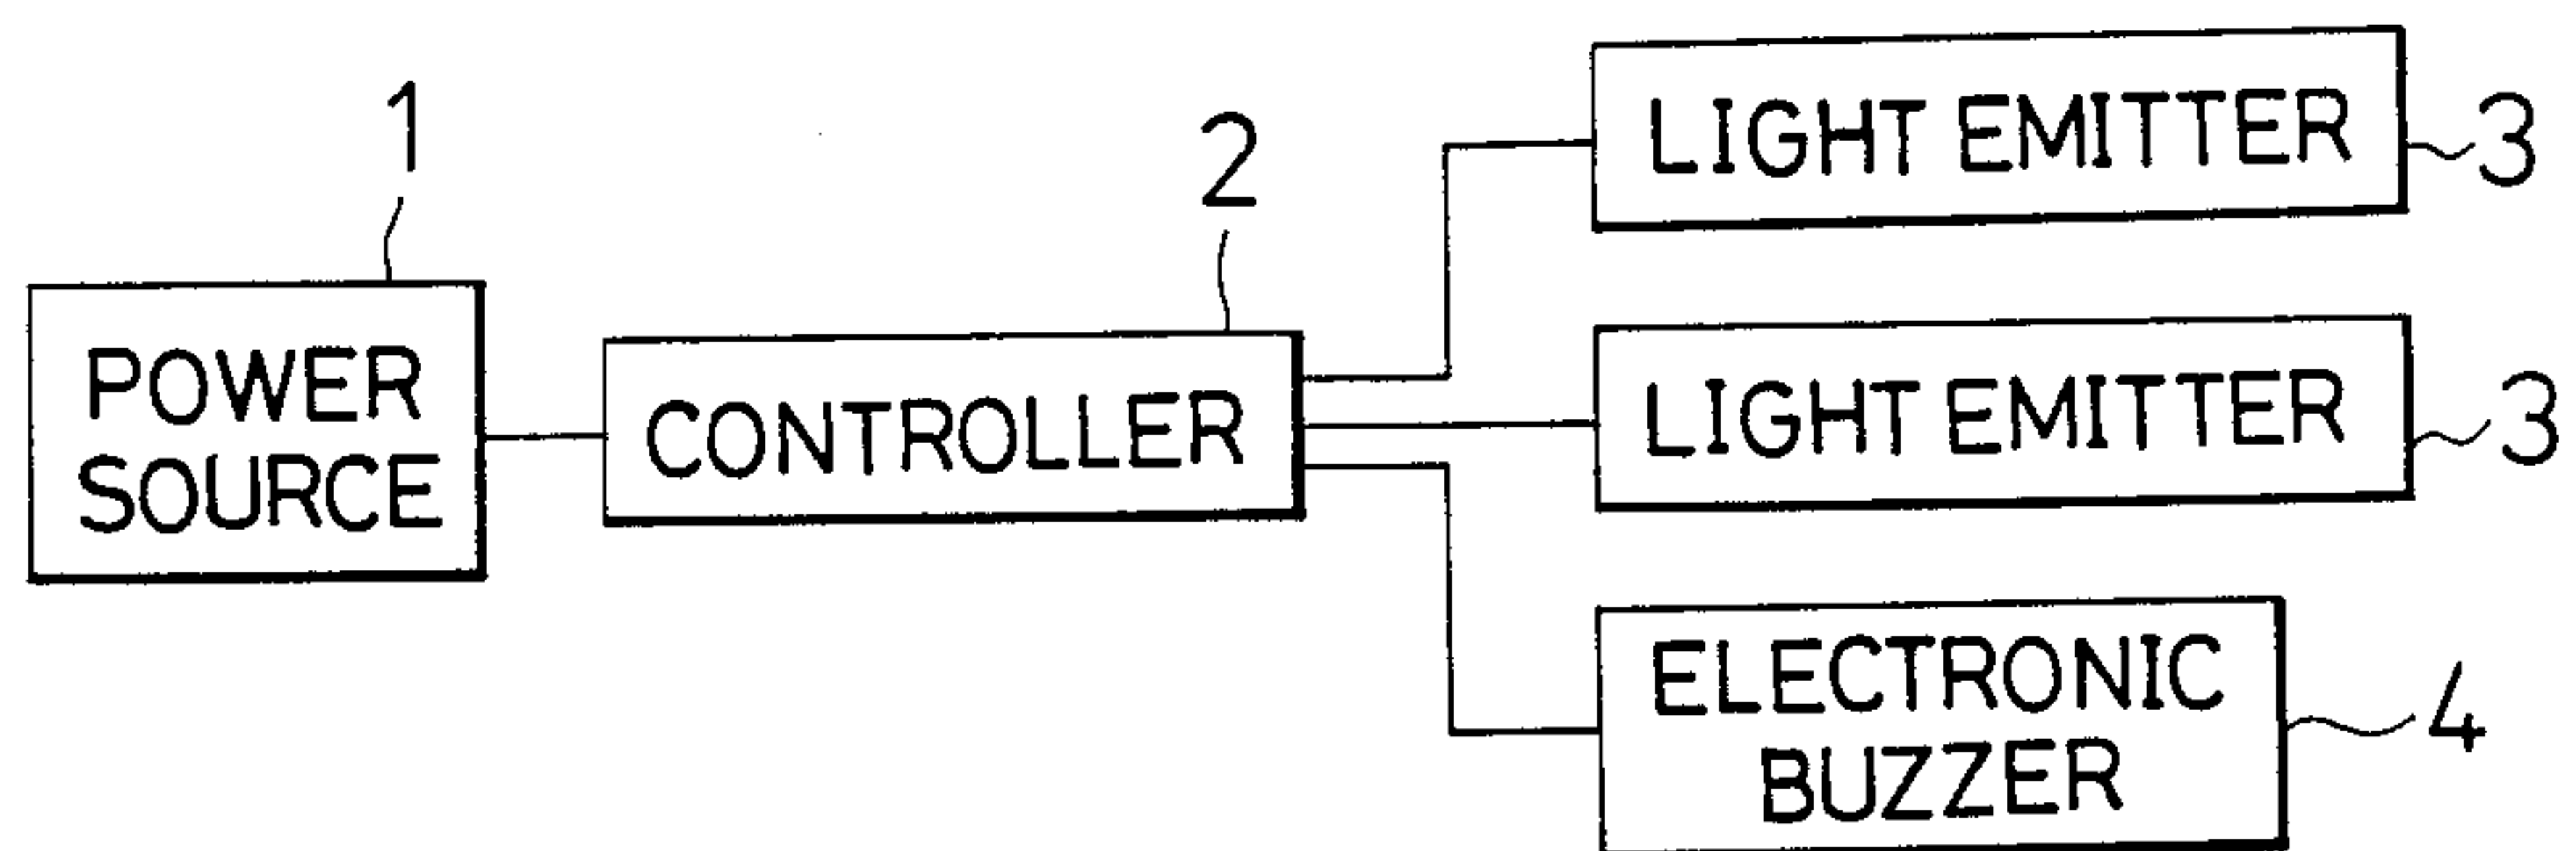 1
POWER
SOURCE
2
CONTROLLER
LIGHT EMITTER
3
LIGHT EMITTER
3
ELECTRONIC
BUZZER
4